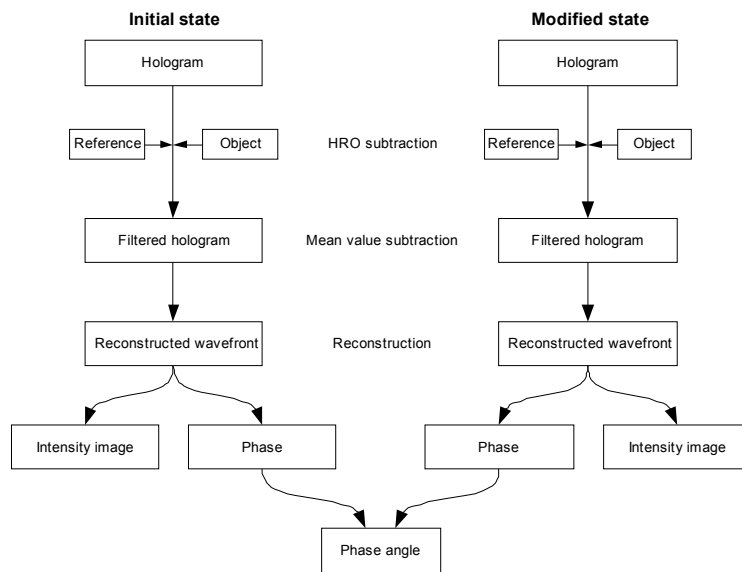 Initial state
Modified state
Hologram
Hologram
Reference
Object
HRO subtraction
Reference
Object
Filtered hologram
Mean value subtraction
Filtered hologram
Reconstructed wavefront
Reconstruction
Reconstructed wavefront
Intensity image
Phase
Phase
Intensity image
Phase angle